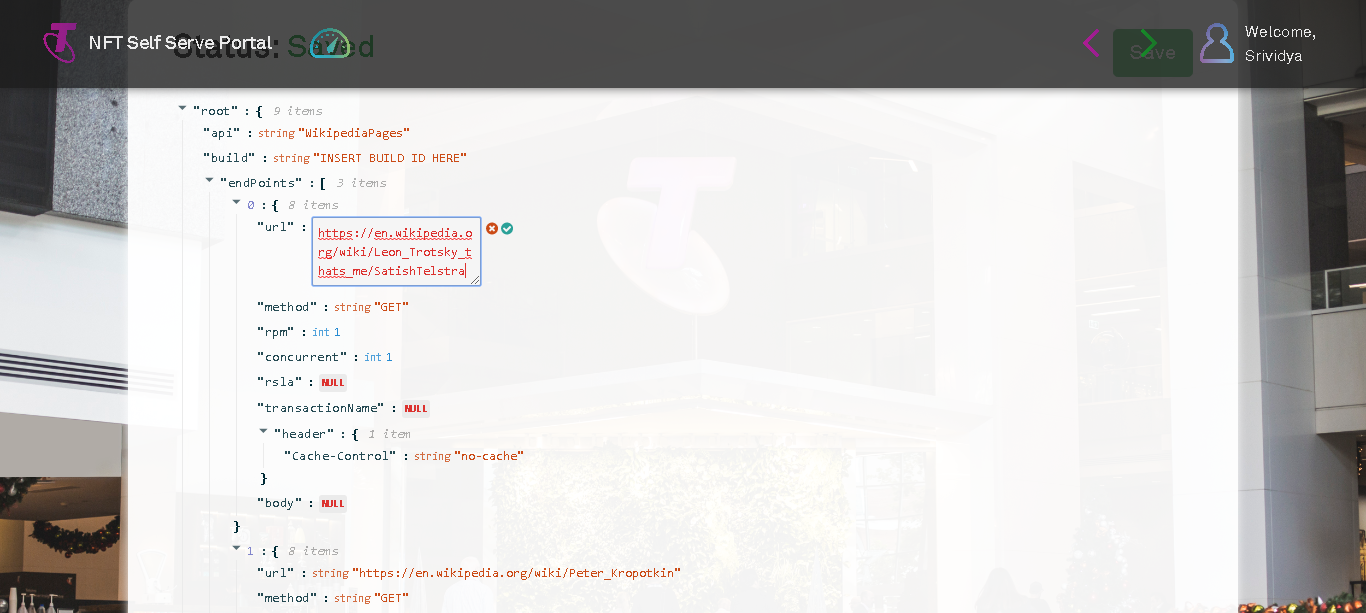 Status: Saved
NFT Self Serve Portal
Save
Welcome,
Srividya
"root" : { 9 items
"api" : string "WikipediaPages"
"build" : string "INSERT BUILD ID HERE"
"endPoints" : [ 3 items
0 : { 8 items
"url" : https://en.wikipedia.o
rg/wiki/Leon_Trotsky_t
hats_me/SatishTelstra
"method" : string "GET"
"rpm" : int 1
"concurrent" : int 1
"rsla" : NULL
"transactionName" : NULL
"header" : { 1 item
"Cache-Control" : string "no-cache"
}
"body" : NULL
}
1 : { 8 items
"url" : string "https://en.wikipedia.org/wiki/Peter_Kropotkin"
"method" : string "GET"